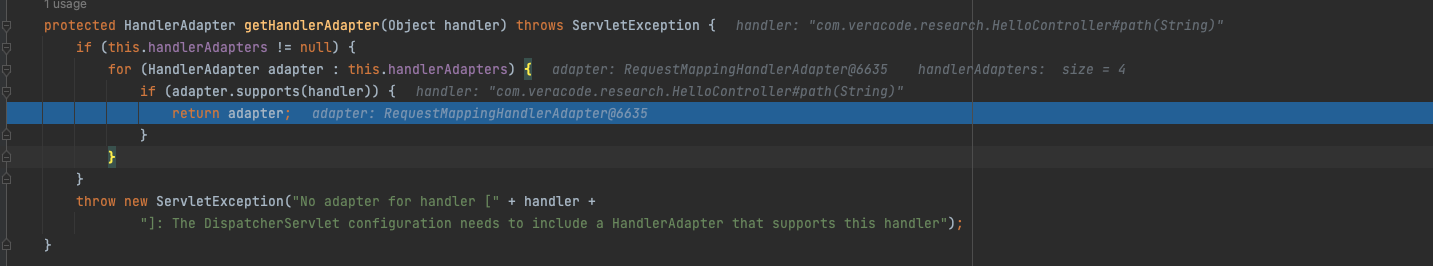 1 usage
protected HandlerAdapter getHandlerAdapter(Object handler) throws ServletException {   handler: "com.veracode.research.HelloController#path(String)"
    if (this.handlerAdapters != null) {
        for (HandlerAdapter adapter : this.handlerAdapters) {   adapter: RequestMappingHandlerAdapter@6635    handlerAdapters:  size = 4
            if (adapter.supports(handler)) {   handler: "com.veracode.research.HelloController#path(String)"
                return adapter;   adapter: RequestMappingHandlerAdapter@6635
            }
        }
    }
    throw new ServletException("No adapter for handler [" + handler +
            "]: The DispatcherServlet configuration needs to include a HandlerAdapter that supports this handler");
}